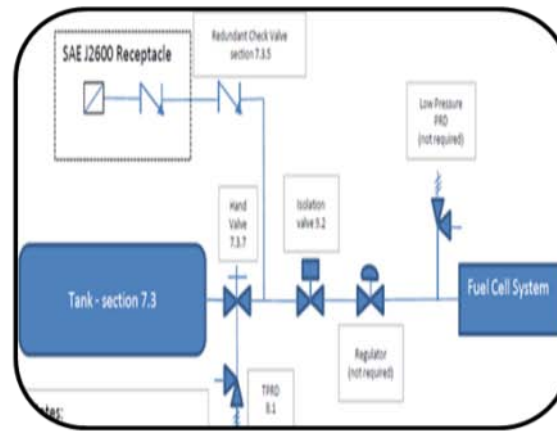 SAE J2600 Receptacle
Redundant Check Valve
section 7.3.5
Low Pressure
PRD
(not required)
Hand
Valve
7.3.7
Isolation
valve 9.2
Tank - section 7.3
Fuel Cell System
Regulator
(not required)
TPRD
8.1